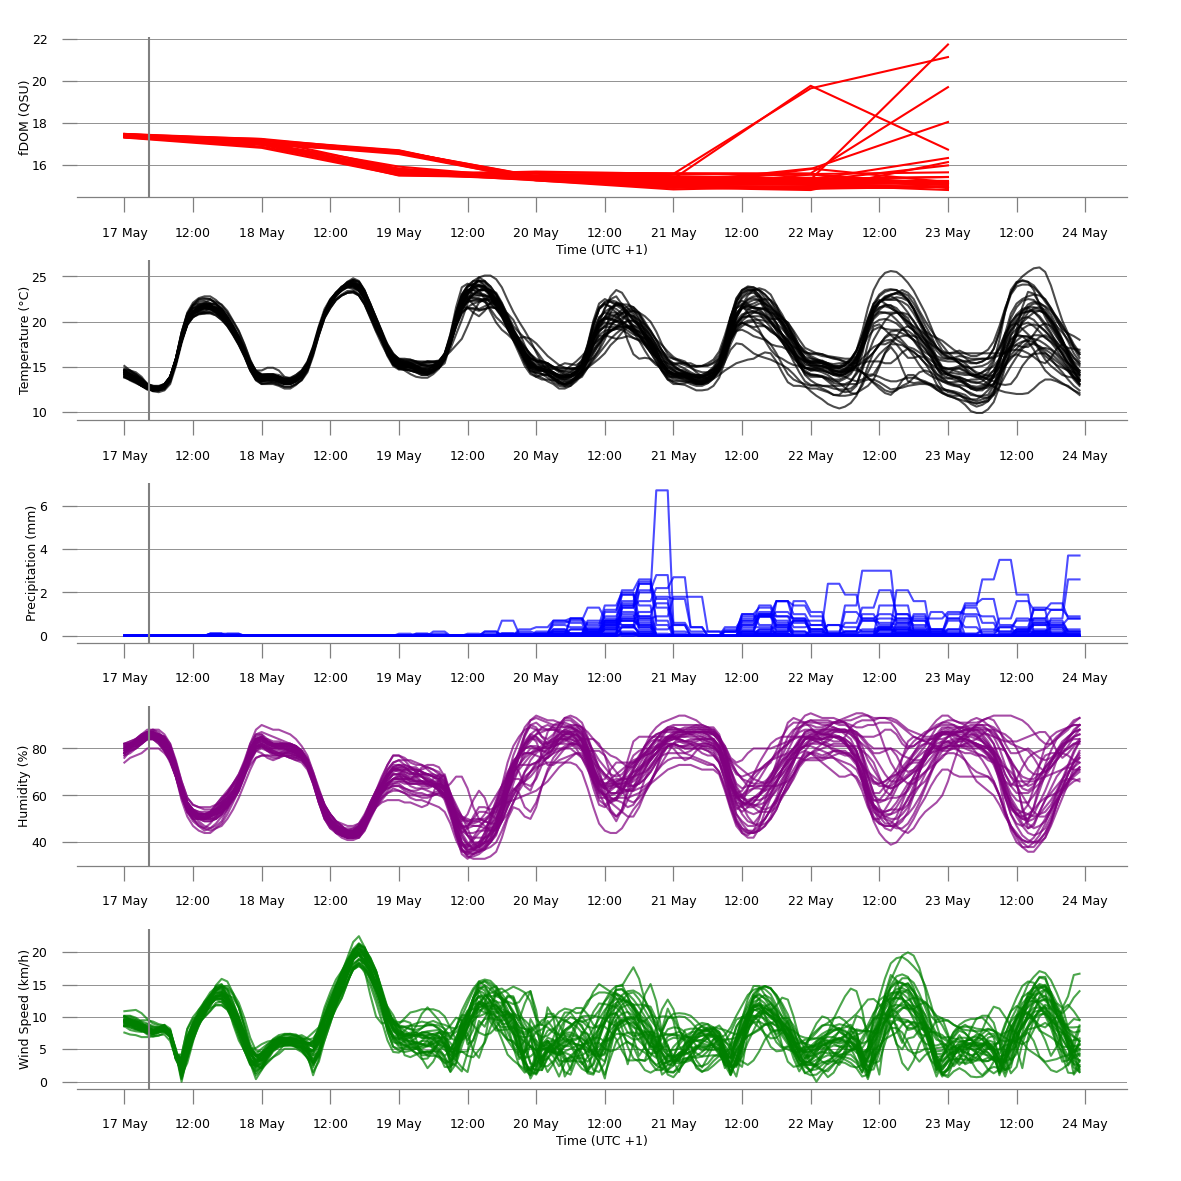 22
20
18
16
fDOM (QSU)
17 May 12:00 18 May 12:00 19 May 12:00 20 May 12:00 21 May 12:00 22 May 12:00 23 May 12:00 24 May
Time (UTC +1)
25
20
15
10
Temperature (°C)
17 May 12:00 18 May 12:00 19 May 12:00 20 May 12:00 21 May 12:00 22 May 12:00 23 May 12:00 24 May
6
4
2
0
Precipitation (mm)
17 May 12:00 18 May 12:00 19 May 12:00 20 May 12:00 21 May 12:00 22 May 12:00 23 May 12:00 24 May
80
60
40
Humidity (%)
17 May 12:00 18 May 12:00 19 May 12:00 20 May 12:00 21 May 12:00 22 May 12:00 23 May 12:00 24 May
20
15
10
5
0
Wind Speed (km/h)
17 May 12:00 18 May 12:00 19 May 12:00 20 May 12:00 21 May 12:00 22 May 12:00 23 May 12:00 24 May
Time (UTC +1)